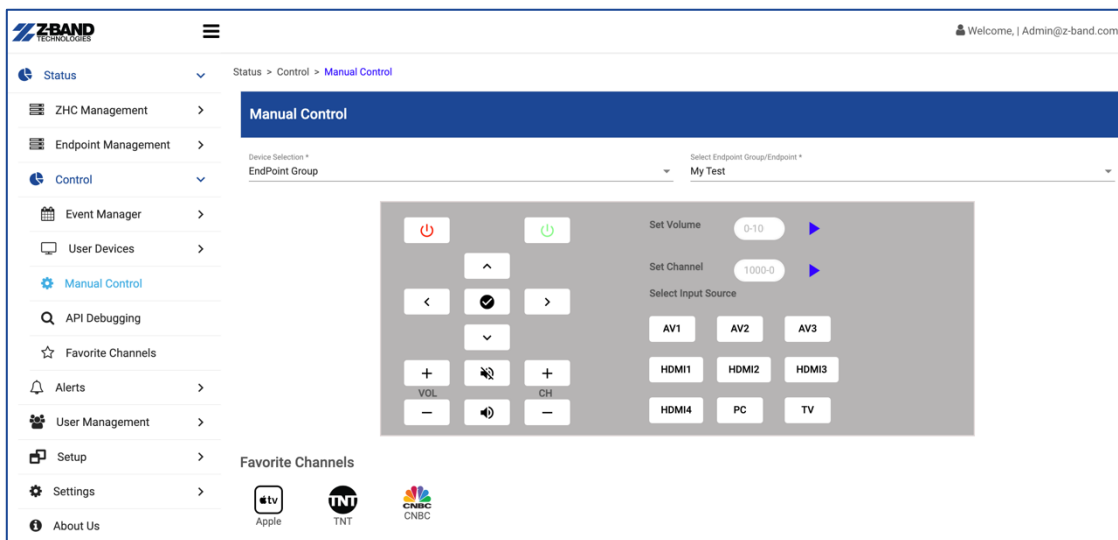 Z-BAND
TECHNOLOGIES
Welcome, | Admin@z-band.com
Status
ZHC Management
Endpoint Management
Control
Event Manager
User Devices
Manual Control
API Debugging
Favorite Channels
Alerts
User Management
Setup
Settings
About Us
Status > Control > Manual Control
Manual Control
Device Selection *
EndPoint Group
Select Endpoint Group/Endpoint *
My Test
VOL
CH
Set Volume
0-10
Set Channel
1000-0
Select Input Source
AV1 AV2 AV3
HDMI1 HDMI2 HDMI3
HDMI4 PC TV
Favorite Channels
tv
Apple
TNT
TNT
CNBC
CNBC